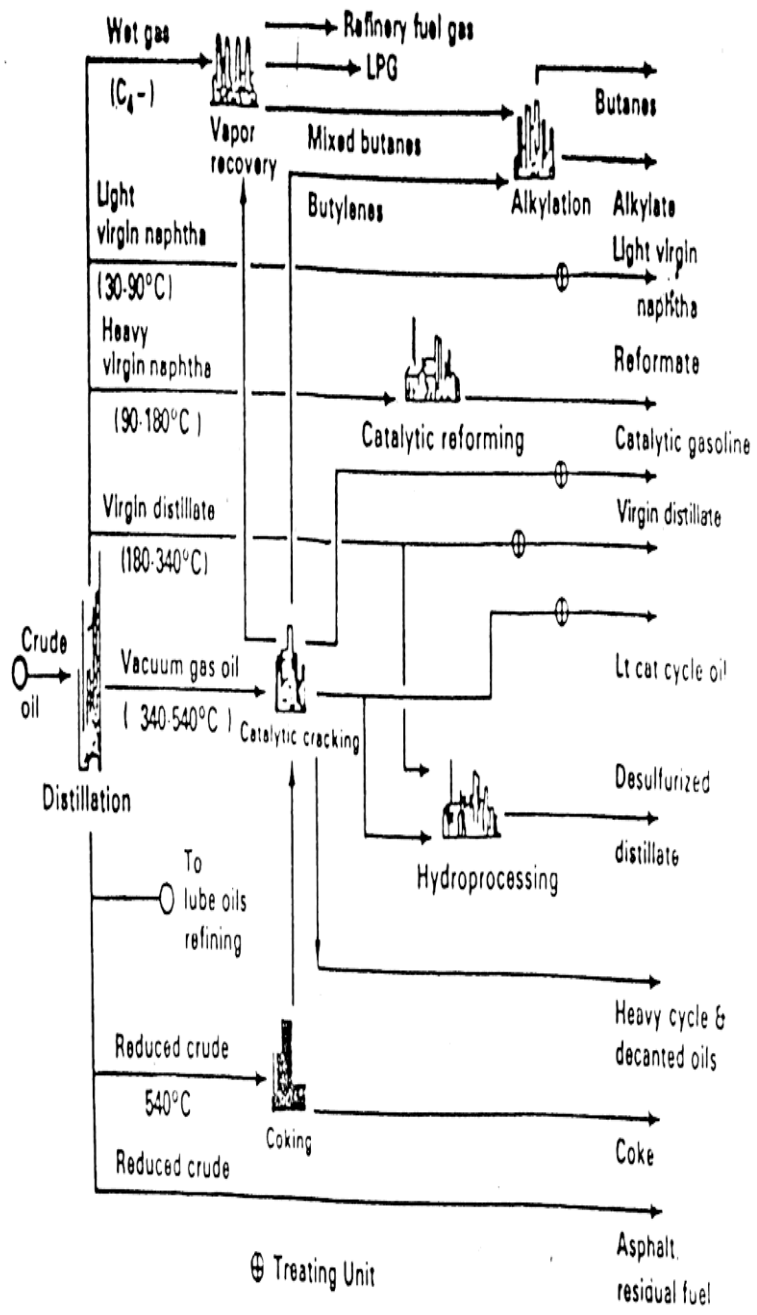 Wet gas
(C₄-)
Vapor
recovery
Refinery fuel gas
LPG
Mixed butanes
Butylenes
Alkylation
Butanes
Alkylate
Light
virgin naphtha
(30-90°C)
Light virgin
naphtha
Heavy
virgin naphtha
(90-180°C)
Catalytic reforming
Reformate
Catalytic gasoline
Virgin distillate
(180-340°C)
Virgin distillate
Crude
oil
Distillation
Vacuum gas oil
(340-540°C)
Catalytic cracking
Lt cat cycle oil
Hydroprocessing
Desulfurized
distillate
To
lube oils
refining
Heavy cycle &
decanted oils
Reduced crude
540°C
Coking
Coke
Reduced crude
Asphalt.
residual fuel
Treating Unit